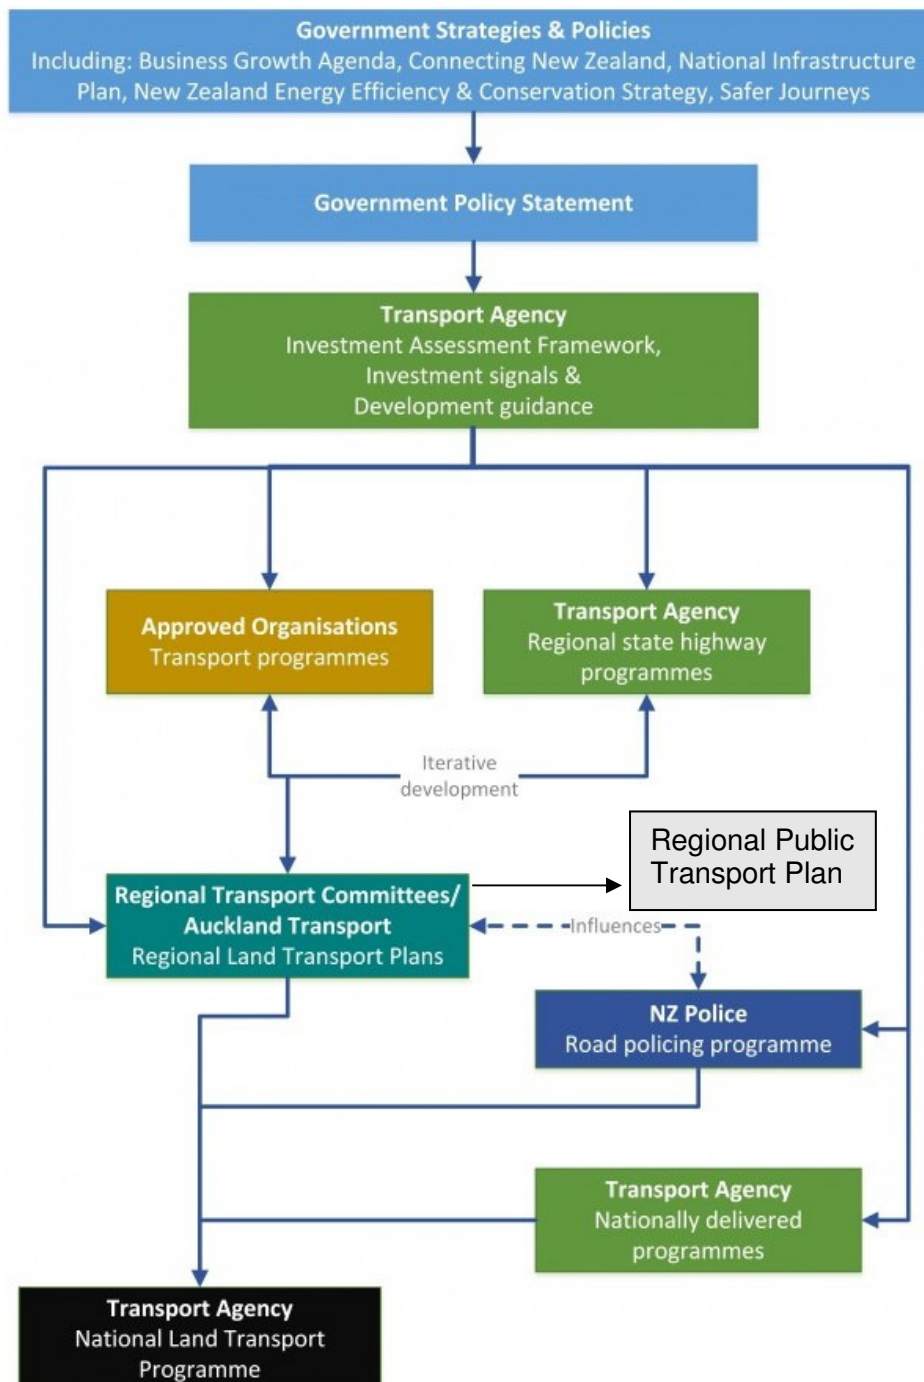 Government Strategies & Policies
Including: Business Growth Agenda, Connecting New Zealand, National Infrastructure
Plan, New Zealand Energy Efficiency & Conservation Strategy, Safer Journeys
Government Policy Statement
Transport Agency
Investment Assessment Framework,
Investment signals &
Development guidance
Approved Organisations
Transport programmes
Transport Agency
Regional state highway
programmes
Iterative
development
Regional Public
Transport Plan
Regional Transport Committees/
Auckland Transport
Regional Land Transport Plans
Influences
NZ Police
Road policing programme
Transport Agency
Nationally delivered
programmes
Transport Agency
National Land Transport
Programme